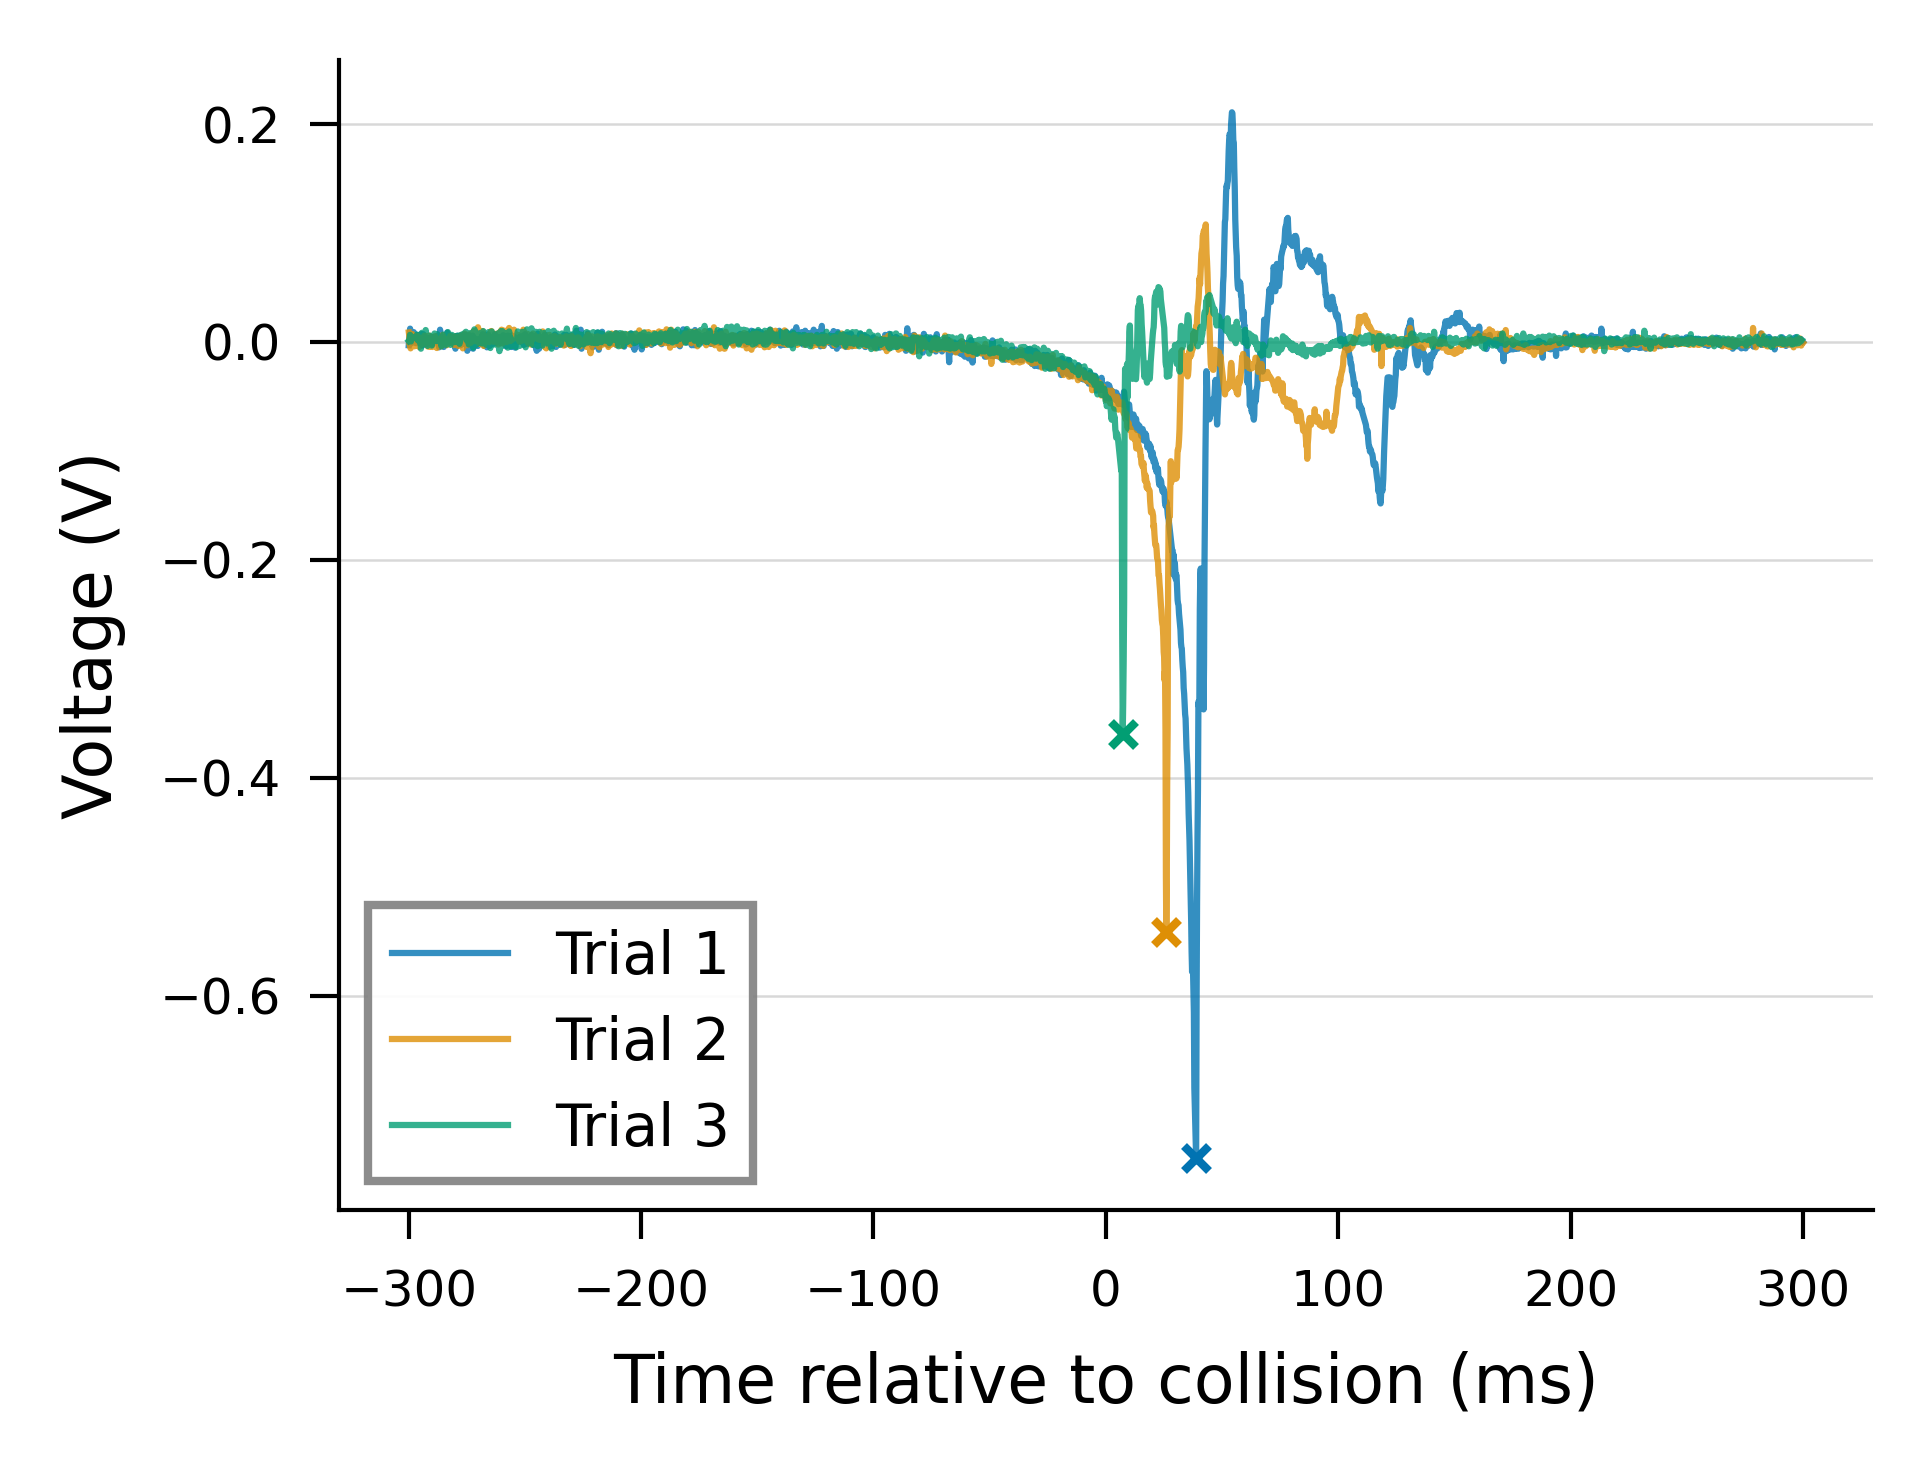 0.2
0.0
−0.2
−0.4
−0.6
Voltage (V)
Trial 1
Trial 2
Trial 3
−300 −200 −100 0 100 200 300
Time relative to collision (ms)